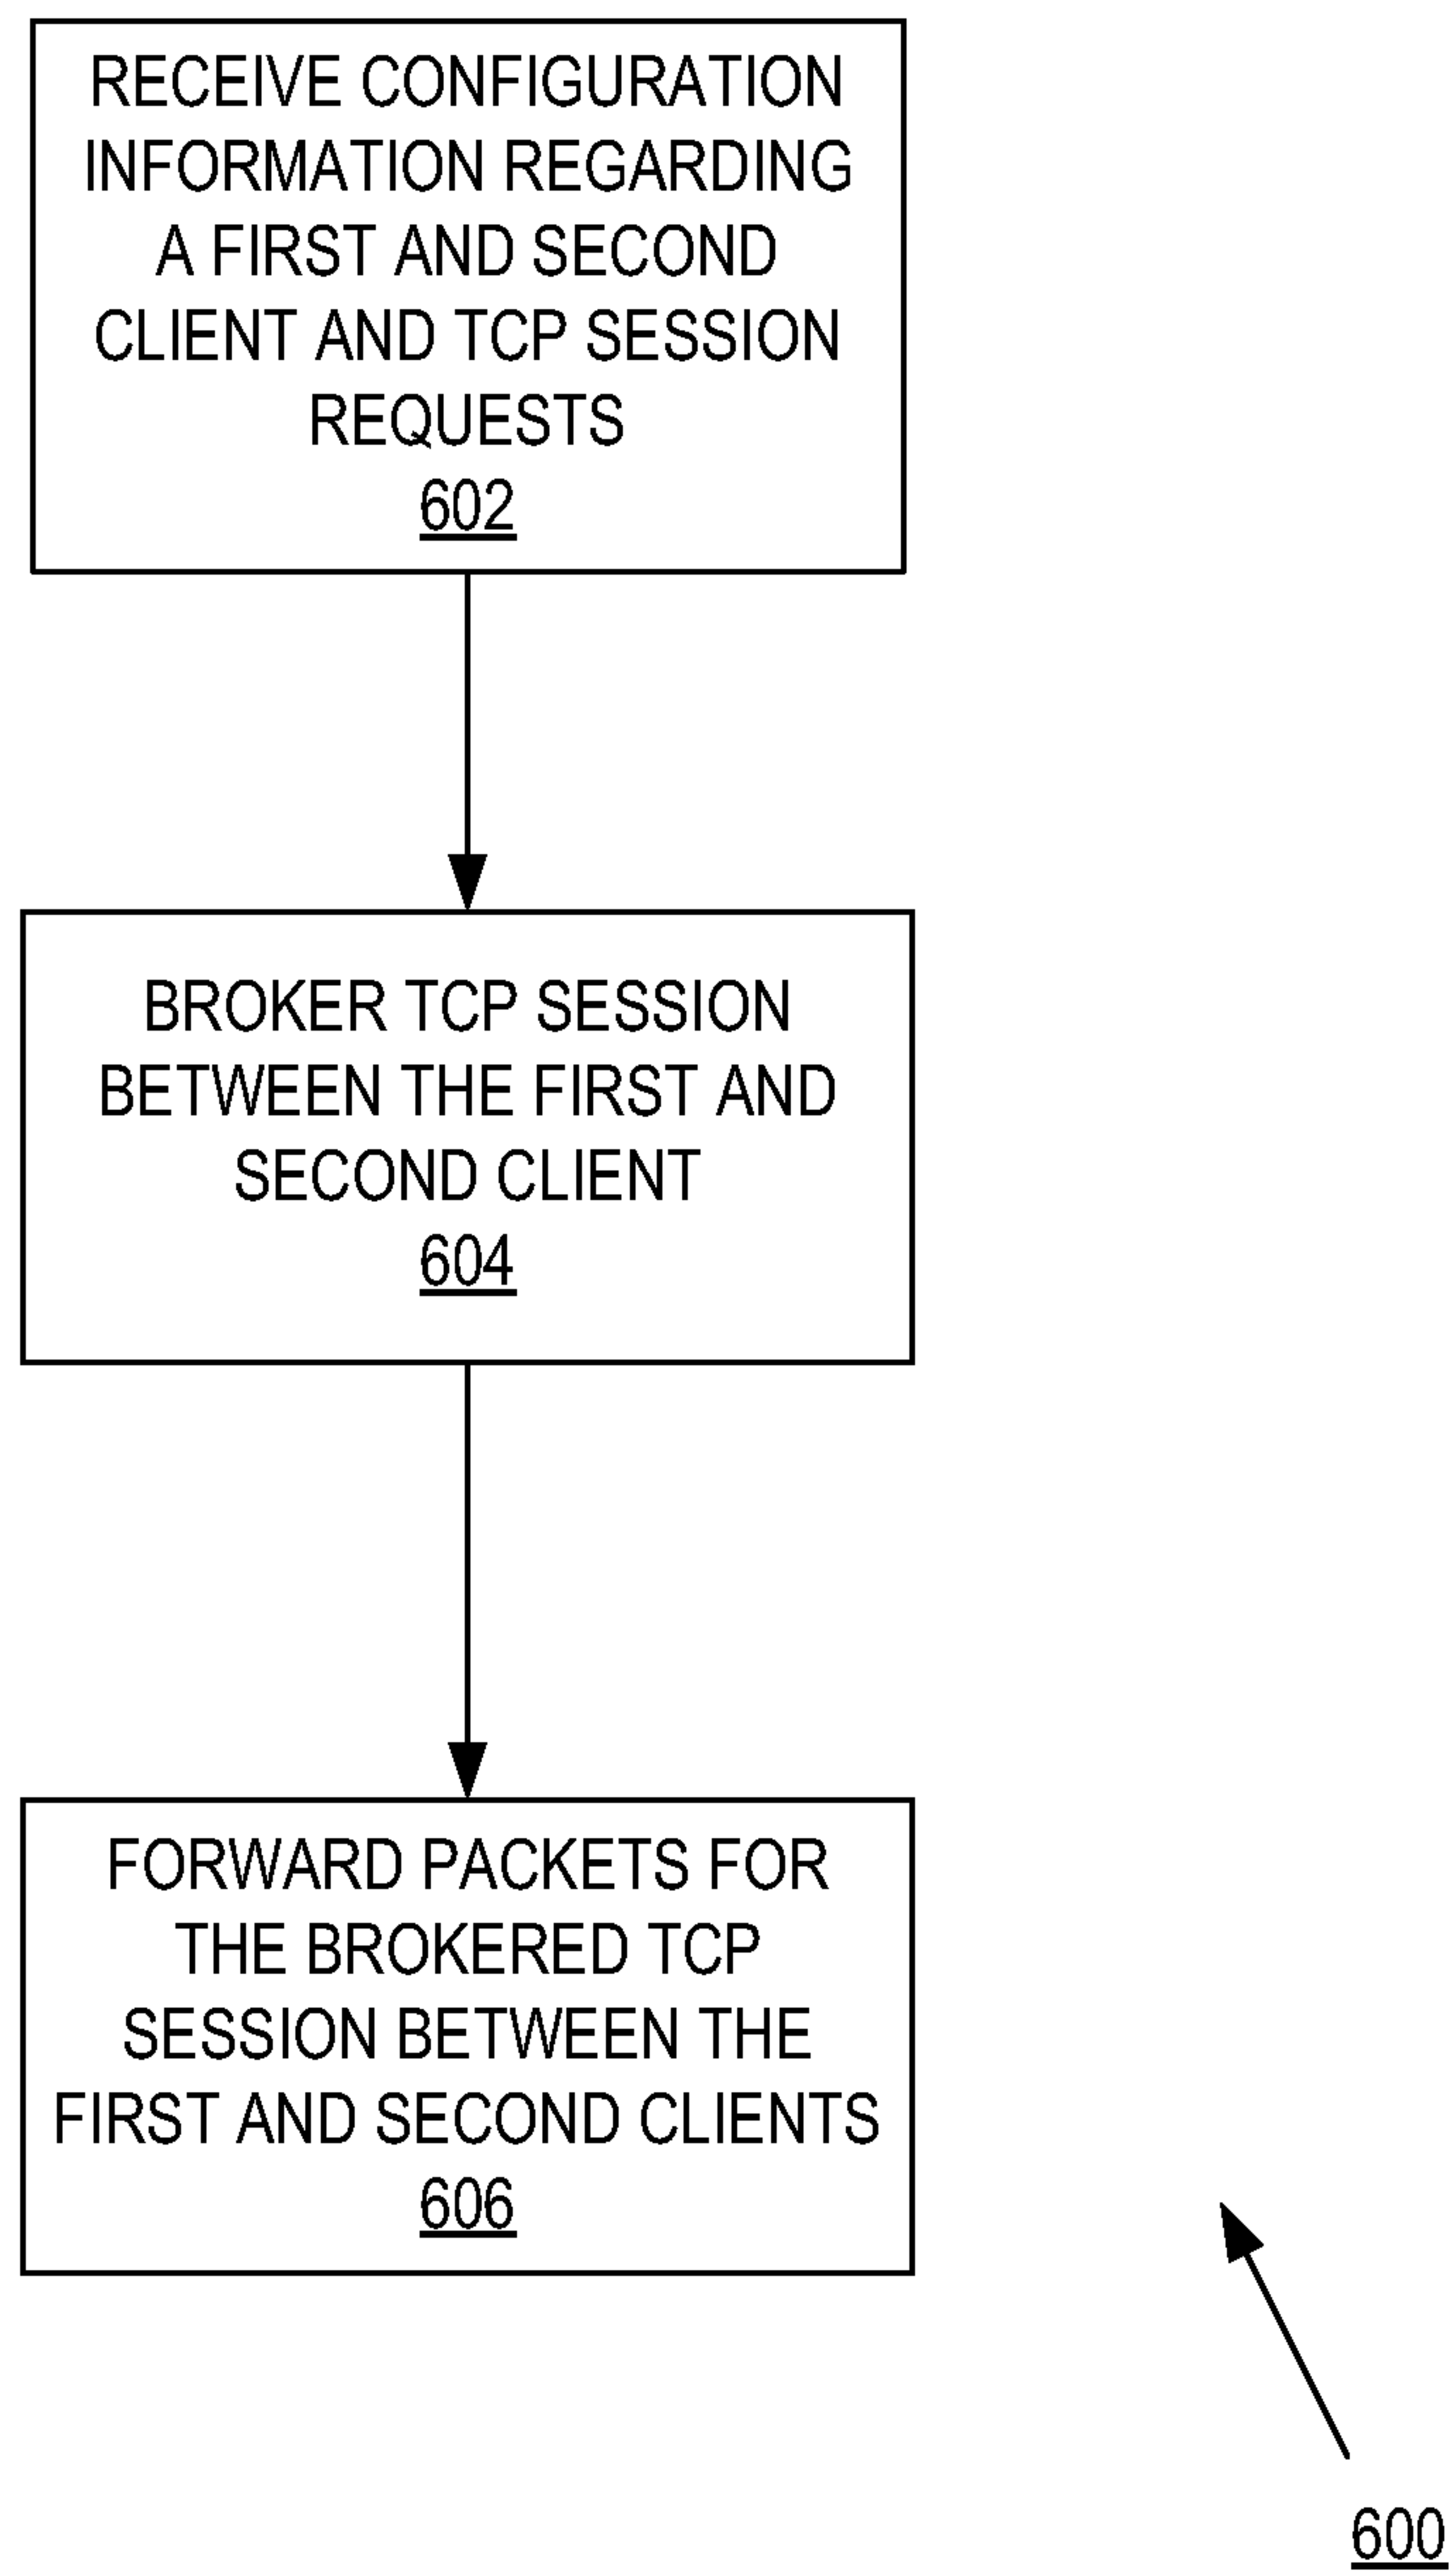 RECEIVE CONFIGURATION
INFORMATION REGARDING
A FIRST AND SECOND
CLIENT AND TCP SESSION
REQUESTS
602
BROKER TCP SESSION
BETWEEN THE FIRST AND
SECOND CLIENT
604
FORWARD PACKETS FOR
THE BROKERED TCP
SESSION BETWEEN THE
FIRST AND SECOND CLIENTS
606
600